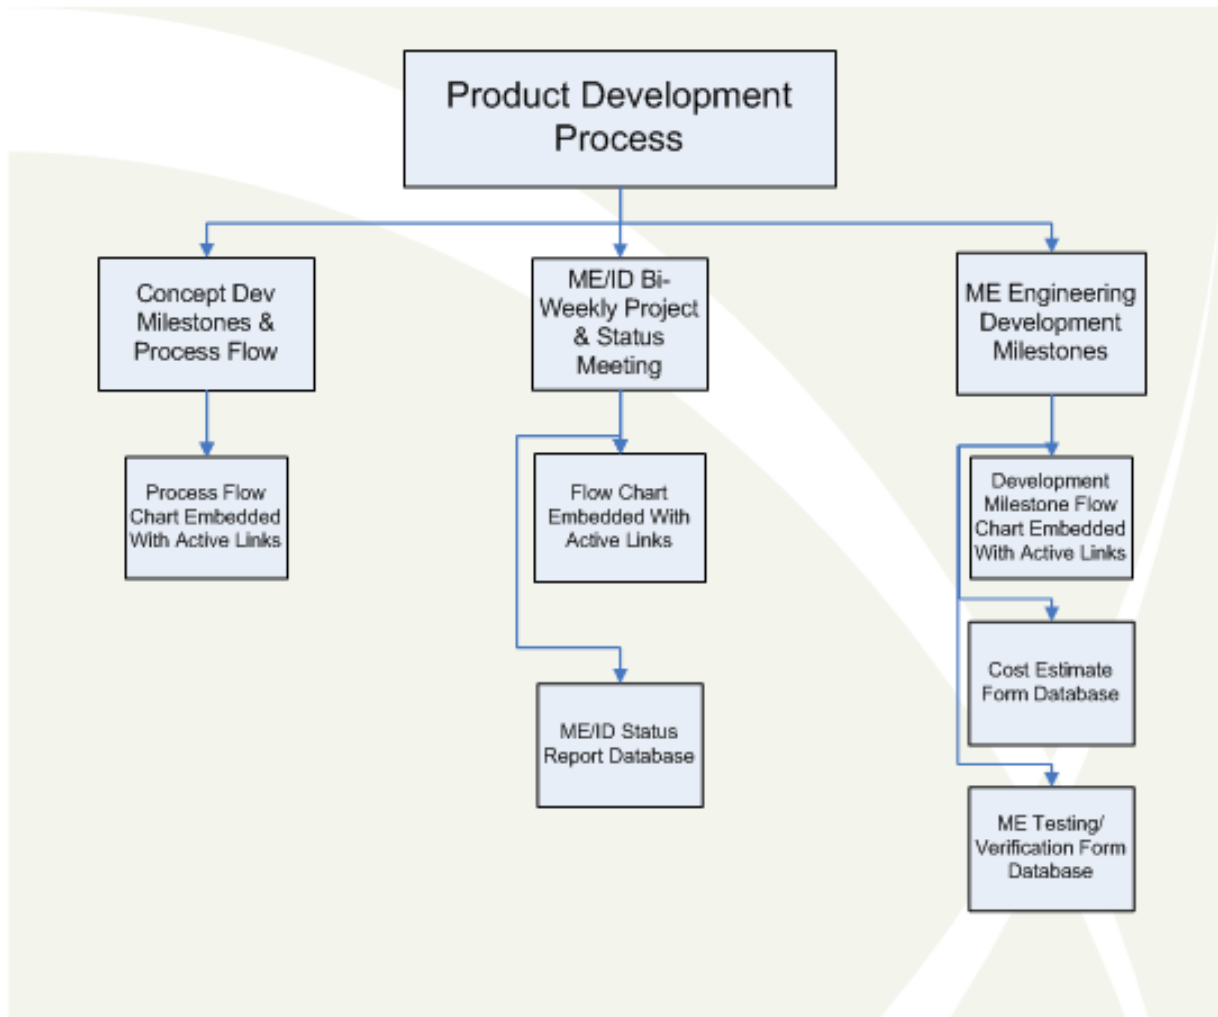 Product Development
Process
Concept Dev
Milestones &
Process Flow
ME/ID Bi-
Weekly Project
& Status
Meeting
ME Engineering
Development
Milestones
Process Flow
Chart Embedded
With Active Links
Flow Chart
Embedded With
Active Links
Development
Milestone Flow
Chart Embedded
With Active Links
Cost Estimate
Form Database
ME/ID Status
Report Database
ME Testing/
Verification Form
Database